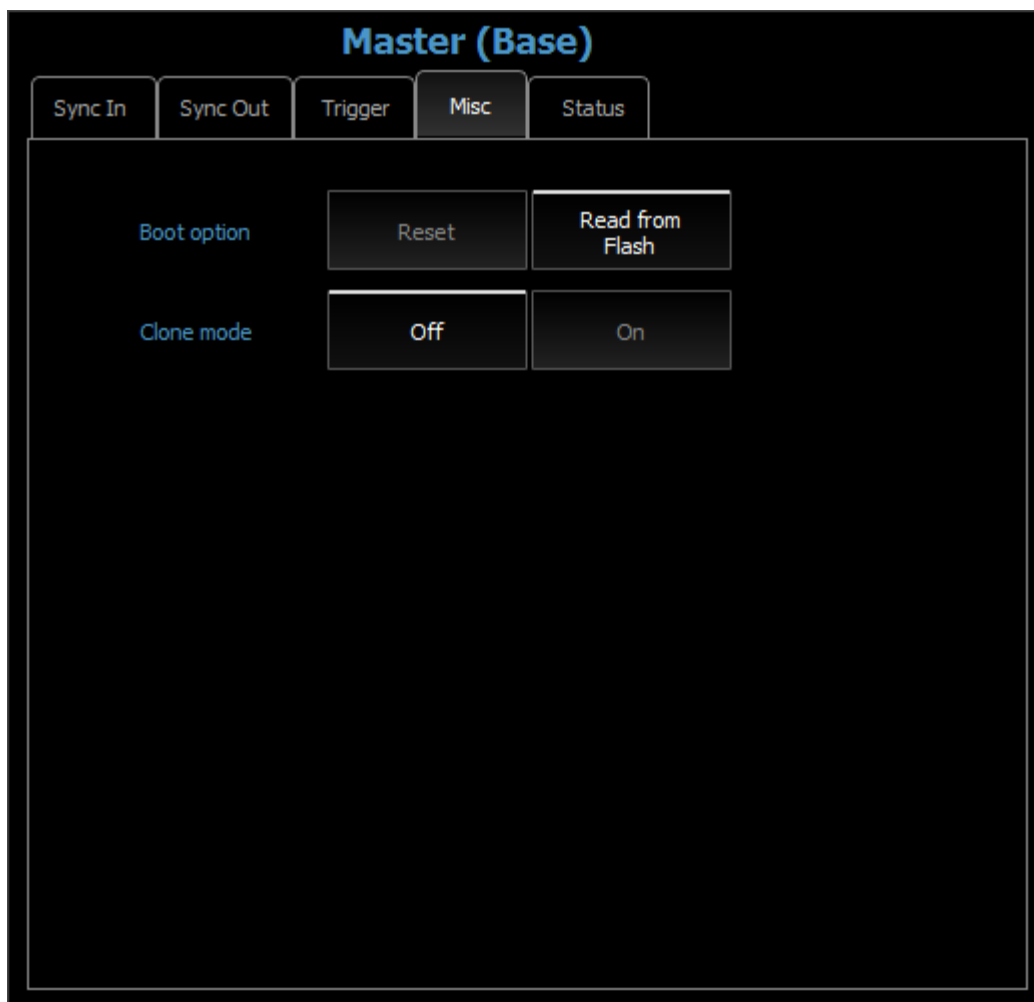 Master (Base)
Sync In Sync Out Trigger Misc Status
Boot option Reset Read from
Flash
Clone mode Off On